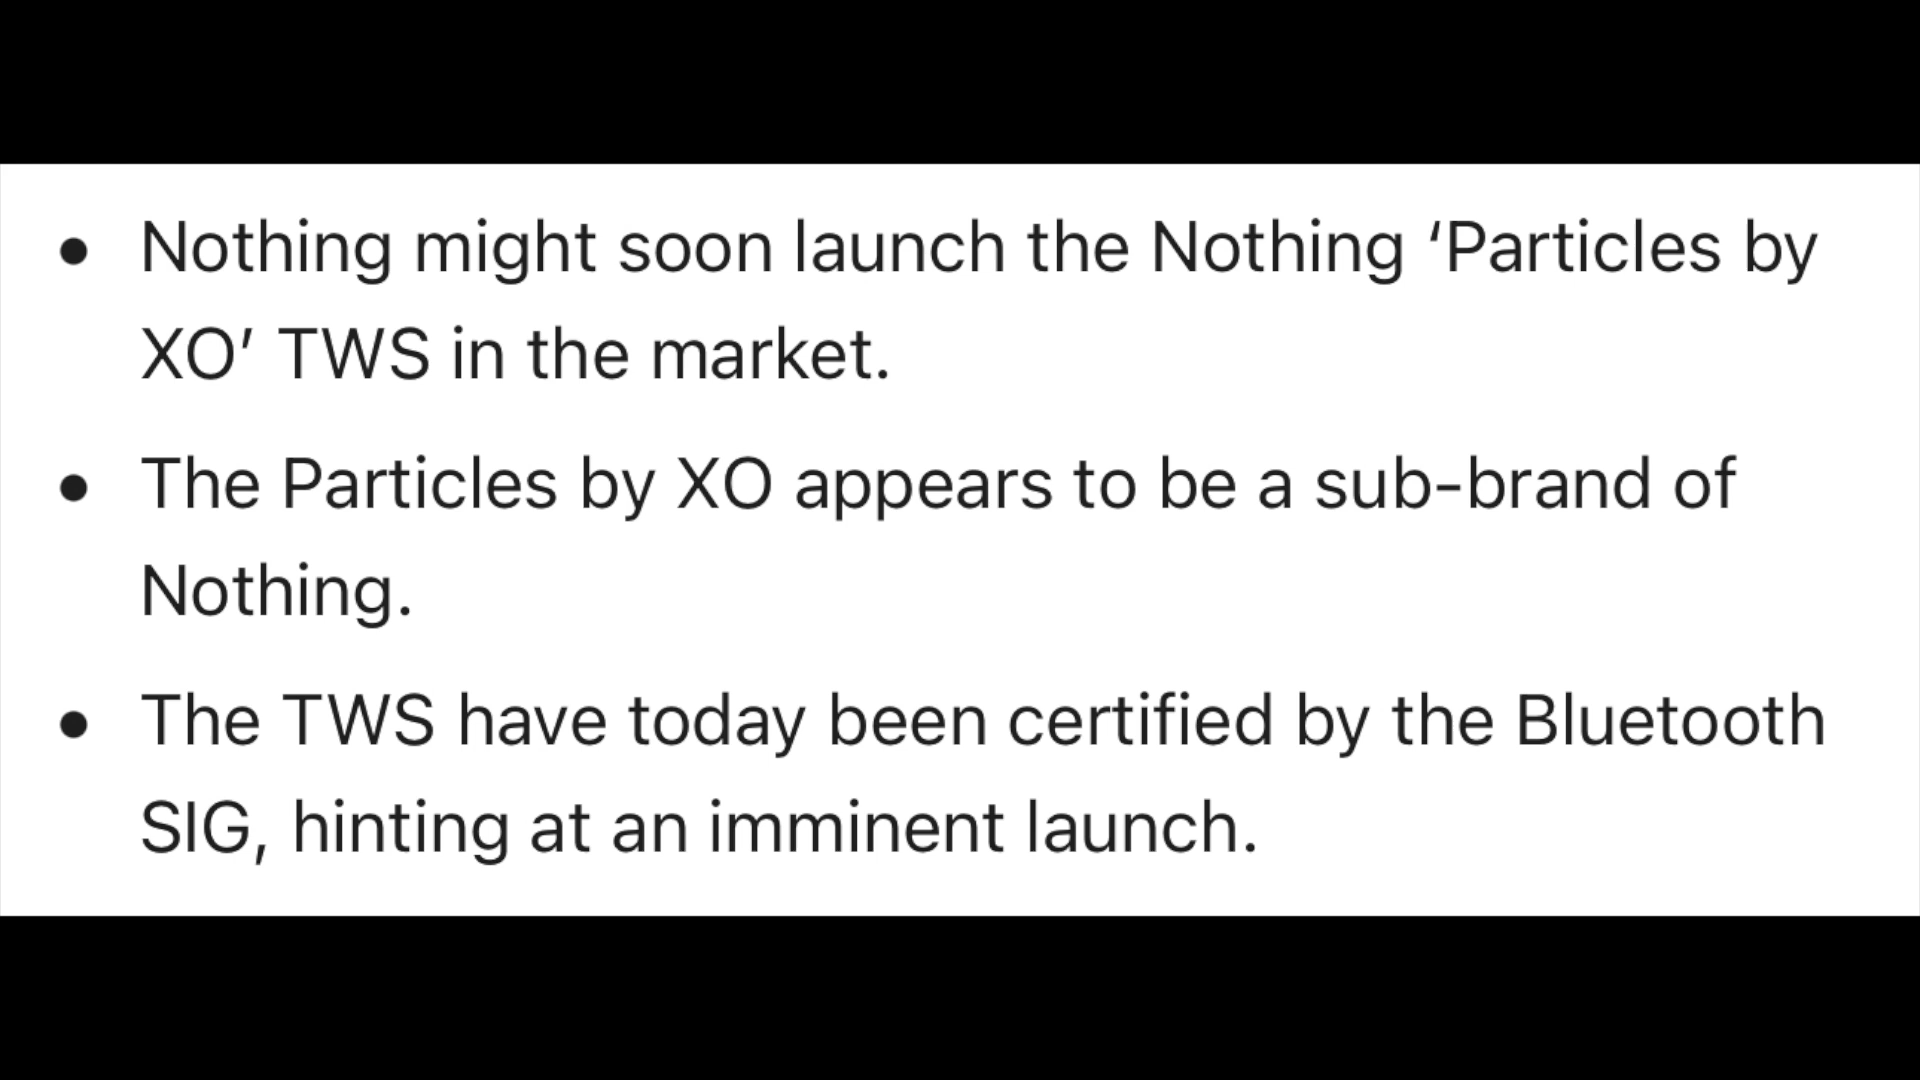 • Nothing might soon launch the Nothing ‘Particles by
XO’ TWS in the market.
• The Particles by XO appears to be a sub-brand of
Nothing.
• The TWS have today been certified by the Bluetooth
SIG, hinting at an imminent launch.